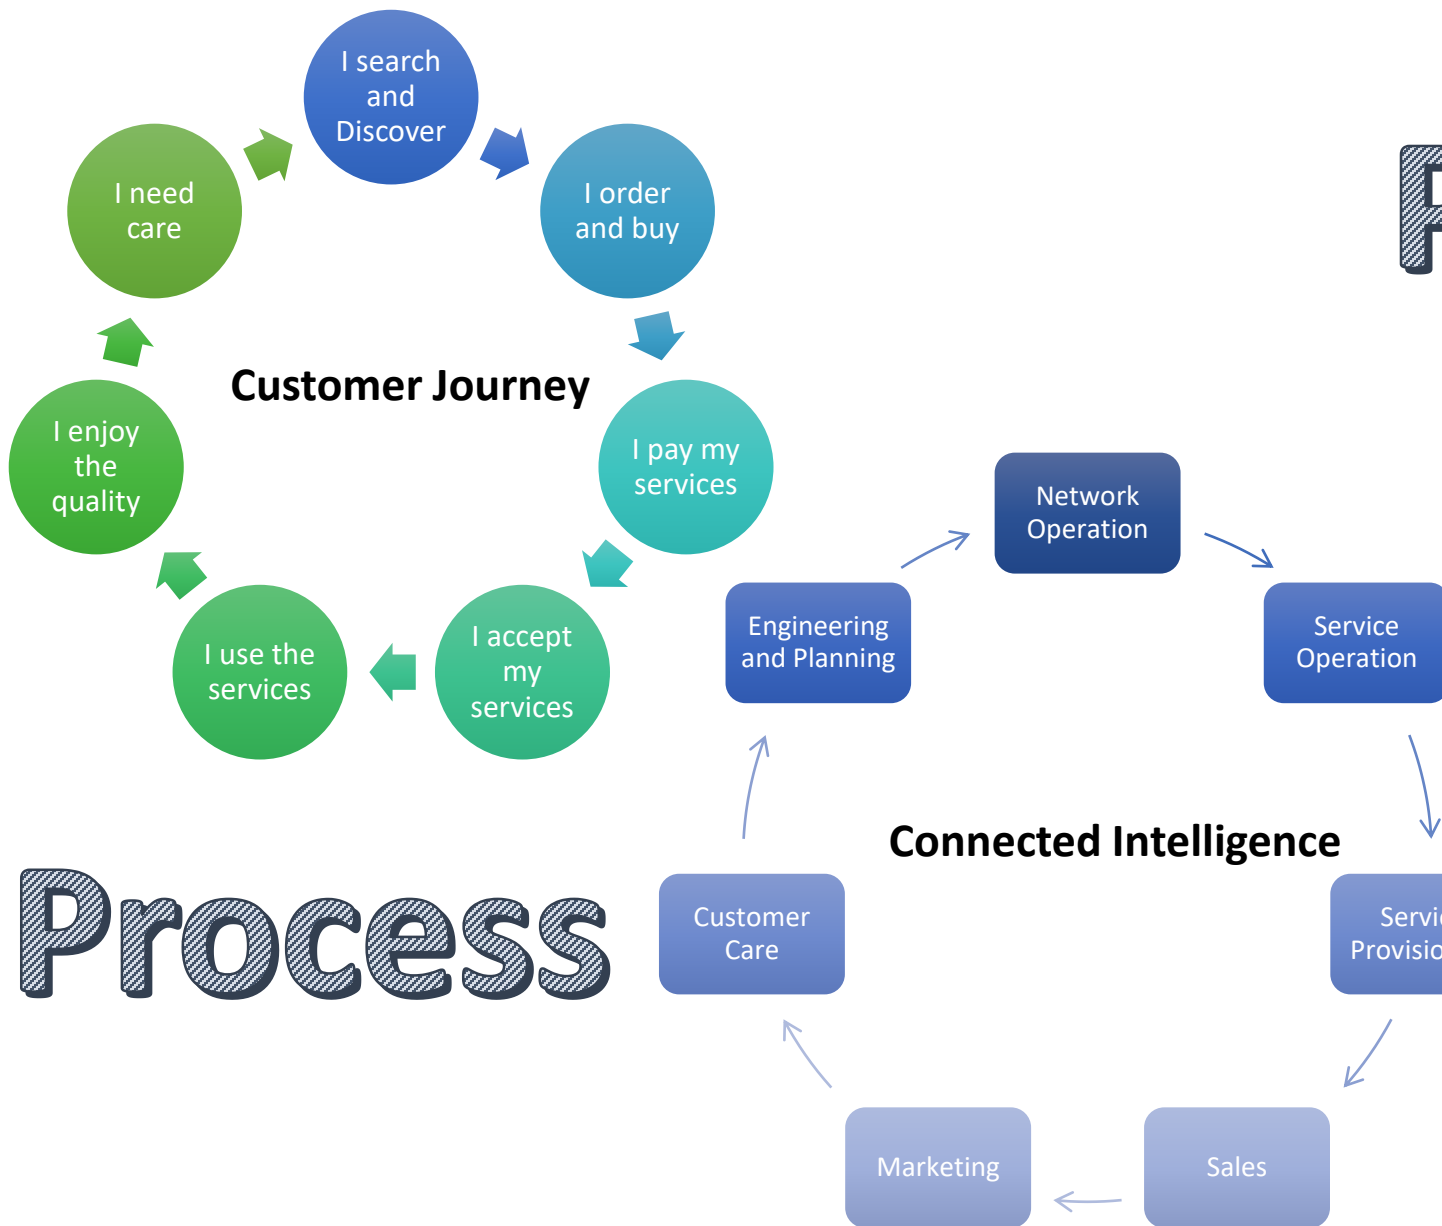 I search
and
Discover
I order
and buy
I pay my
services
I accept
my
services
I use the
services
I enjoy
the
quality
I need
care
Customer Journey
Process
Network
Operation
Service
Operation
Sales
Marketing
Customer
Care
Engineering
and Planning
Connected Intelligence